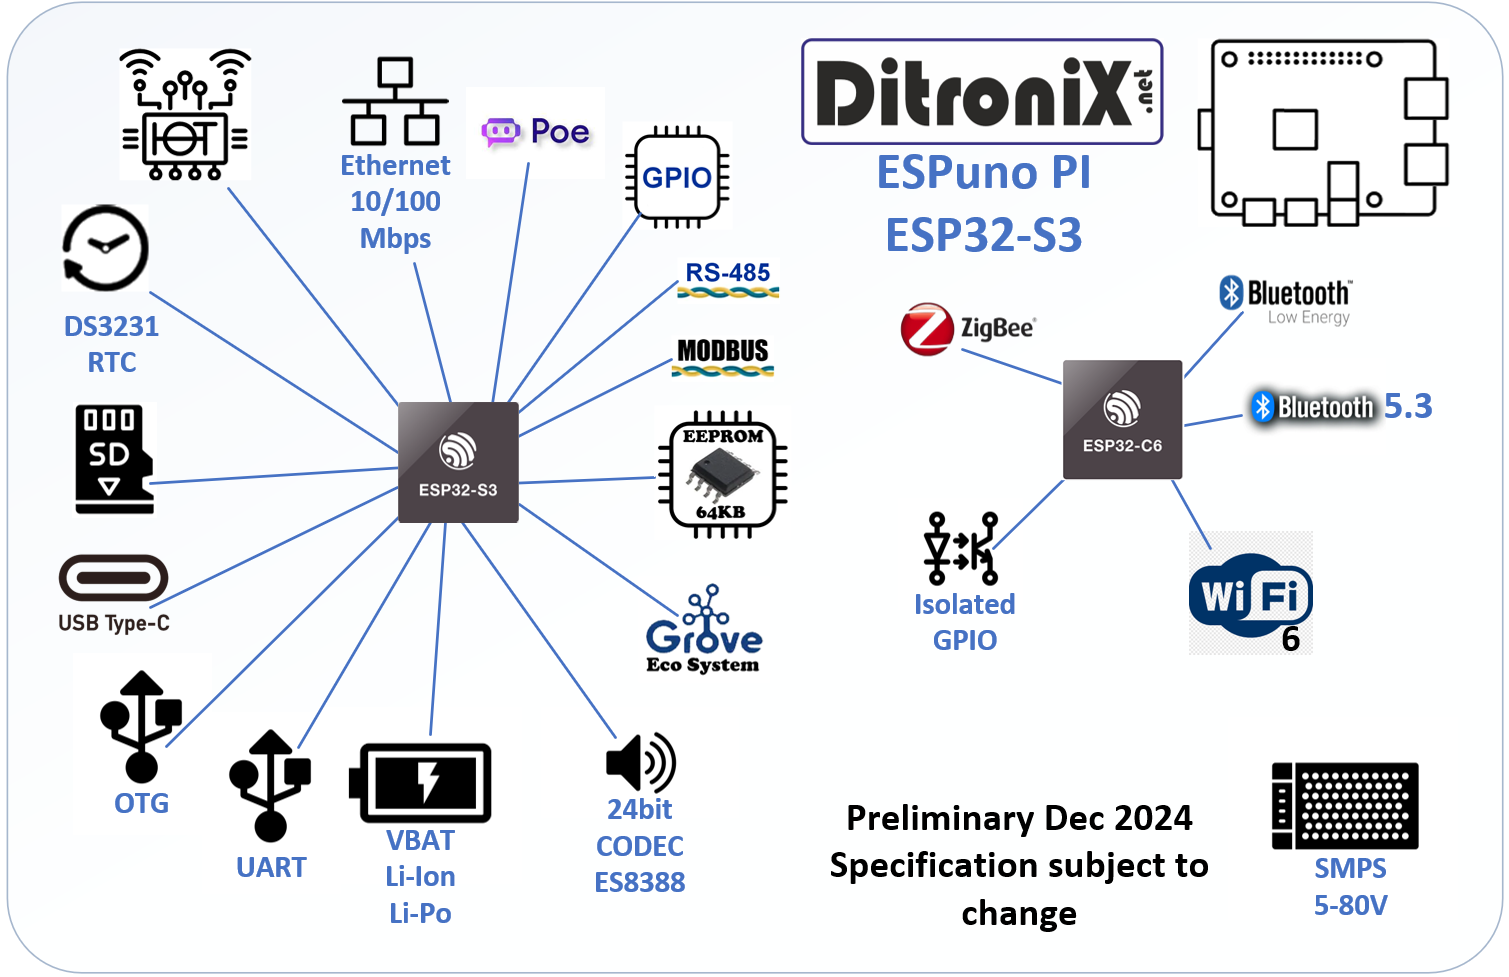 DitroniX
.net
ESPuno PI
ESP32-S3
IOT
Ethernet
10/100
Mbps
Poe
GPIO
DS3231
RTC
RS-485
MODBUS
SD
ESP32-S3
EEPROM
64KB
USB Type-C
Grove
Eco System
OTG
UART
VBAT
Li-Ion
Li-Po
24bit
CODEC
ES8388
ZigBee®
Bluetooth™
Low Energy
Bluetooth 5.3
ESP32-C6
Isolated
GPIO
Wi Fi
6
Preliminary Dec 2024
Specification subject to
change
SMPS
5-80V